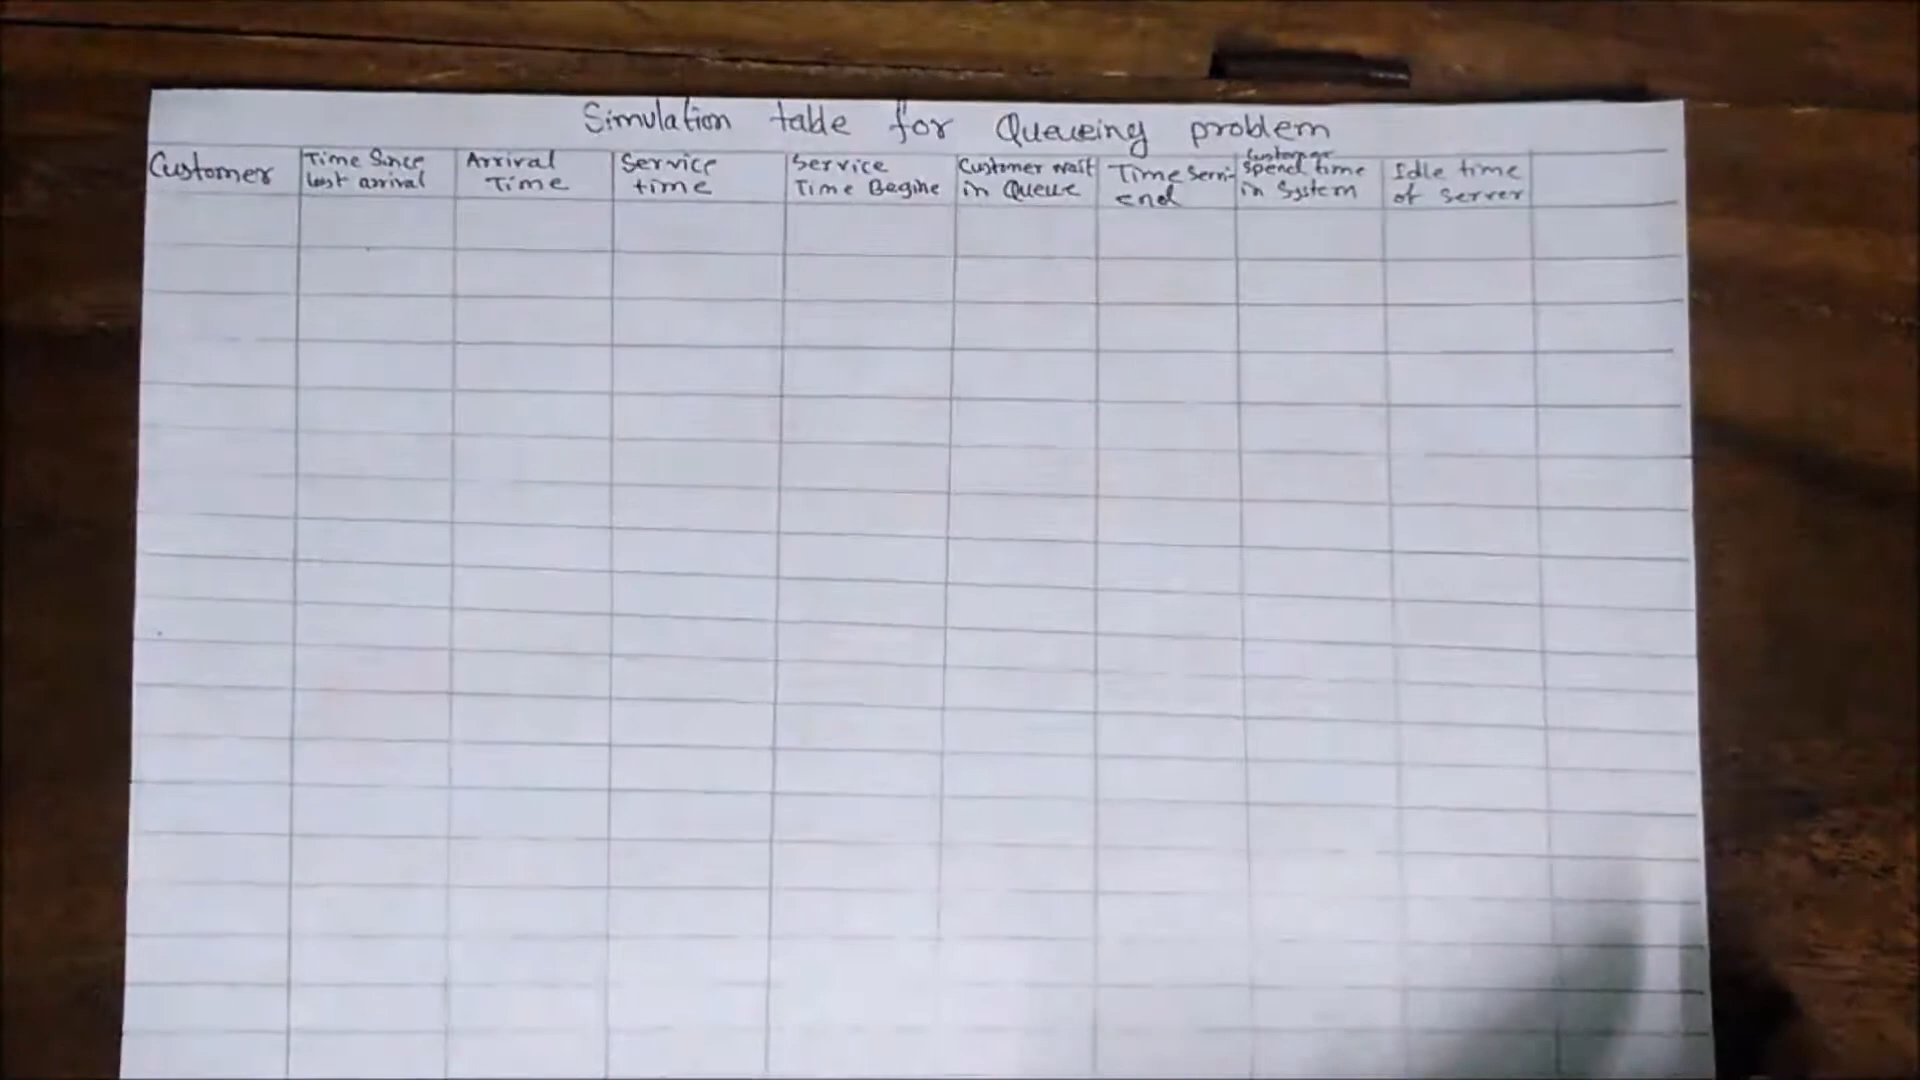 Simulation table for Queueing problem
Customer
Time Since
last arrival
Arrival
Time
Service
time
Service
Time Begine
Customer wait
in Queue
Time Servi-
end
Customer
Spend time
in System
Idle time
of server